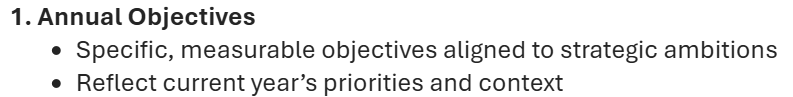 1. Annual Objectives
• Specific, measurable objectives aligned to strategic ambitions
• Reflect current year’s priorities and context